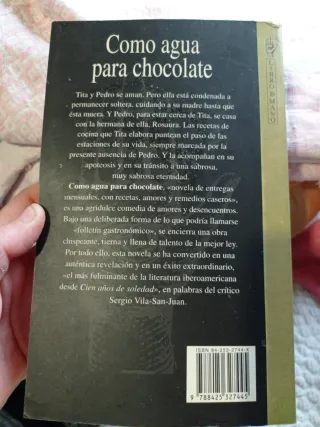 Como agua
para chocolate
Tita y Pedro se aman. Pero ella está condenada a
permanecer soltera, cuidando a su madre hasta que
ésta muera. Y Pedro, para estar cerca de Tita, se casa
con la hermana de ella, Rosaura. Las recetas de
cocina que Tita elabora puntean el paso de las
estaciones de su vida, siempre marcada por la
presente ausencia de Pedro. Y la acompañan en su
apoteosis y en su tránsito a una sabrosa,
muy sabrosa eternidad.
Como agua para chocolate, «novela de entregas
mensuales, con recetas, amores y remedios caseros»,
es una agridulce comedia de amores y desencuentros.
Bajo una deliberada forma de lo que podría llamarse
«folletín gastronómico», se encierra una obra
chispeante, tierna y llena de talento de la mejor ley.
Por todo ello, esta novela se ha convertido en una
auténtica revelación y en un éxito extraordinario,
«el más fulminante de la literatura iberoamericana
desde Cien años de soledad», en palabras del crítico
Sergio Vila-San-Juan.
ISBN 84-253-2744-X
9 788425 327445